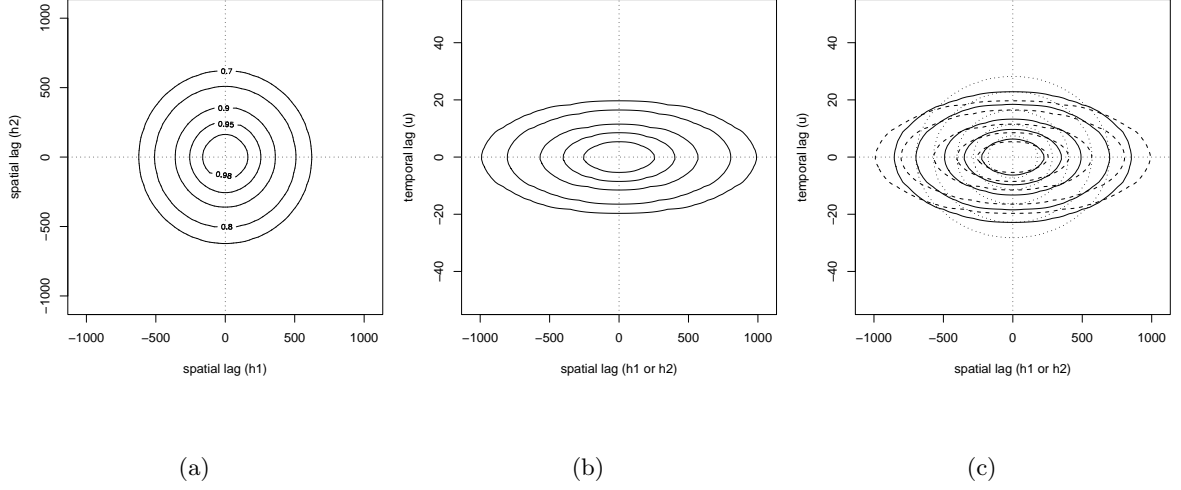 1000
500
0
−500
−1000
spatial lag (h2)
0.7
0.9
0.95
0.98
0.8
−1000 −500 0 500 1000
spatial lag (h1)
(a)
40
20
0
−20
−40
temporal lag (u)
−1000 −500 0 500 1000
spatial lag (h1 or h2)
(b)
40
20
0
−20
−40
temporal lag (u)
−1000 −500 0 500 1000
spatial lag (h1 or h2)
(c)